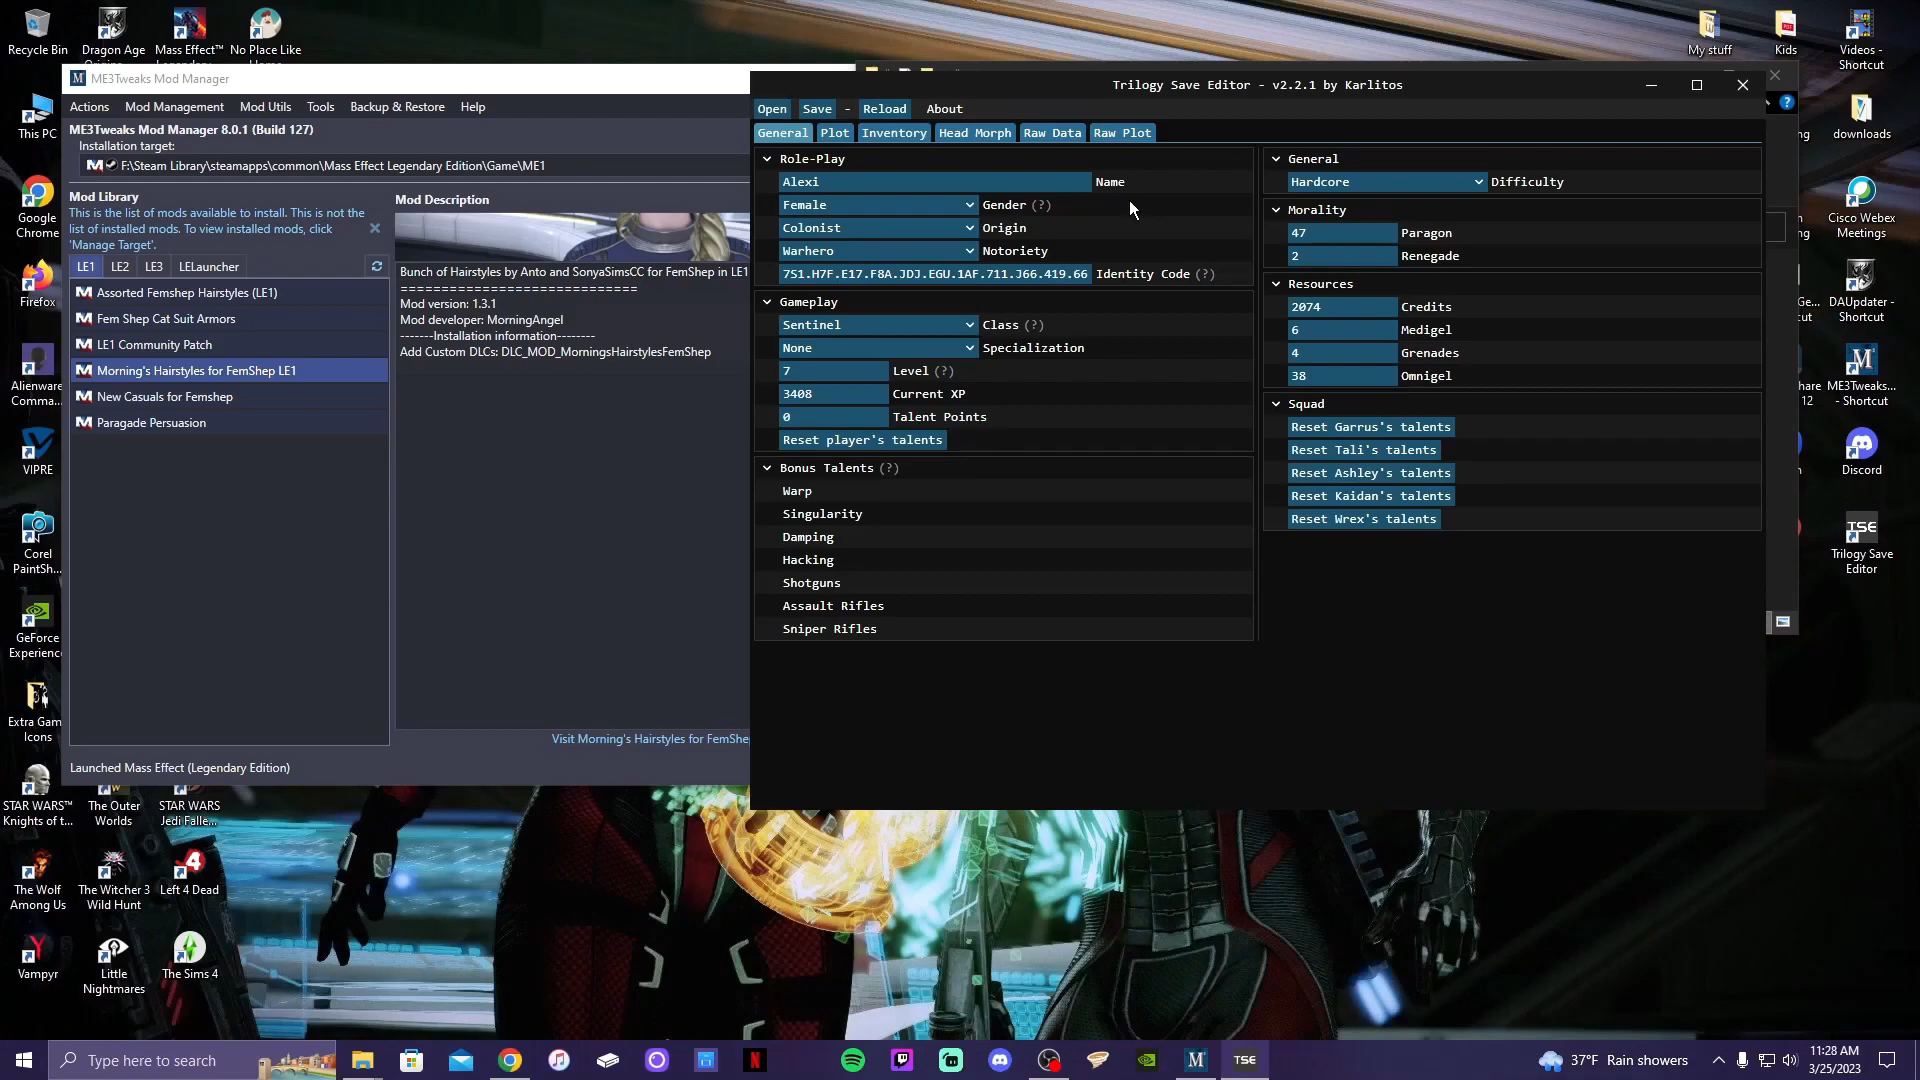 Recycle Bin
Dragon Age
Mass Effect™
No Place Like
My stuff
Kids
Videos -
Shortcut
ME3Tweaks Mod Manager
Actions Mod Management Mod Utils Tools Backup & Restore Help
ME3Tweaks Mod Manager 8.0.1 (Build 127)
Installation target:
F:\Steam Library\steamapps\common\Mass Effect Legendary Edition\Game\ME1
Mod Library
This is the list of mods available to install. This is not the
list of installed mods. To view installed mods, click
'Manage Target'.
LE1 LE2 LE3 LELauncher
Assorted Femshep Hairstyles (LE1)
Fem Shep Cat Suit Armors
LE1 Community Patch
Morning's Hairstyles for FemShep LE1
New Casuals for Femshep
Paragade Persuasion
Mod Description
Bunch of Hairstyles by Anto and SonyaSimsCC for FemShep in LE1
=============================
Mod version: 1.3.1
Mod developer: MorningAngel
-------Installation information--------
Add Custom DLCs: DLC_MOD_MorningsHairstylesFemShep
Visit Morning's Hairstyles for FemShe
Launched Mass Effect (Legendary Edition)
Trilogy Save Editor - v2.2.1 by Karlitos
Open Save - Reload About
General Plot Inventory Head Morph Raw Data Raw Plot
Role-Play
Alexi Name
Female Gender (?)
Colonist Origin
Warhero Notoriety
7S1.H7F.E17.F8A.JDJ.EGU.1AF.711.J66.419.66 Identity Code (?)
Gameplay
Sentinel Class (?)
None Specialization
7 Level (?)
3408 Current XP
0 Talent Points
Reset player's talents
Bonus Talents (?)
Warp
Singularity
Damping
Hacking
Shotguns
Assault Rifles
Sniper Rifles
General
Hardcore Difficulty
Morality
47 Paragon
2 Renegade
Resources
2074 Credits
6 Medigel
4 Grenades
38 Omnigel
Squad
Reset Garrus's talents
Reset Tali's talents
Reset Ashley's talents
Reset Kaidan's talents
Reset Wrex's talents
This PC
Google
Chrome
Firefox
Alienware
Comma...
VIPRE
Corel
PaintSh...
GeForce
Experience
Extra Gam
Icons
STAR WARS™
Knights of t...
The Outer
Worlds
STAR WARS
Jedi Falle...
The Wolf
Among Us
The Witcher 3
Wild Hunt
Left 4 Dead
Vampyr
Little
Nightmares
The Sims 4
downloads
Cisco Webex
Meetings
DAUpdater -
Shortcut
ME3Tweaks...
- Shortcut
Discord
TSE
Trilogy Save
Editor
Type here to search
TSE
37°F Rain showers
11:28 AM
3/25/2023